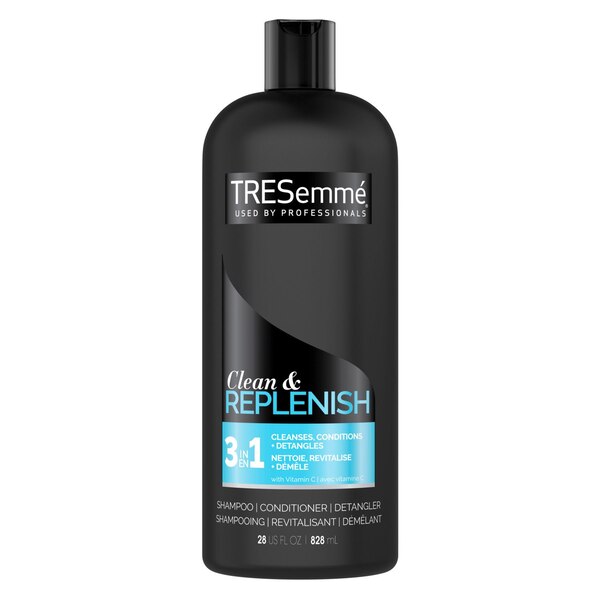 TRESemmé®
USED BY PROFESSIONALS
Clean &
REPLENISH
3 IN EN 1
CLEANSES, CONDITIONS
+ DETANGLES
NETTOIE, REVITALISE
+ DÉMÊLE
with Vitamin C | avec vitamine C
SHAMPOO | CONDITIONER | DETANGLER
SHAMPOOING | REVITALISANT | DÉMÊLANT
28 US FL OZ | 828 mL